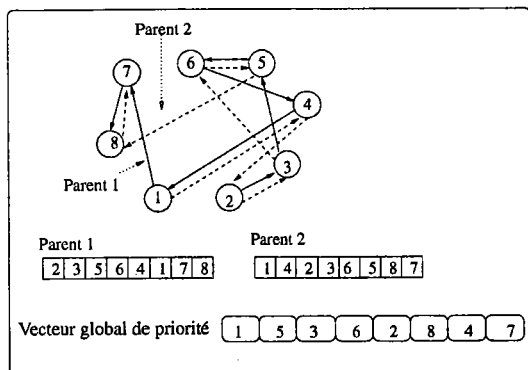 Parent 2
7
6
5
4
8
3
Parent 1
1
2
Parent 1
2 3 5 6 4 1 7 8
Parent 2
1 4 2 3 6 5 8 7
Vecteur global de priorité 1 5 3 6 2 8 4 7